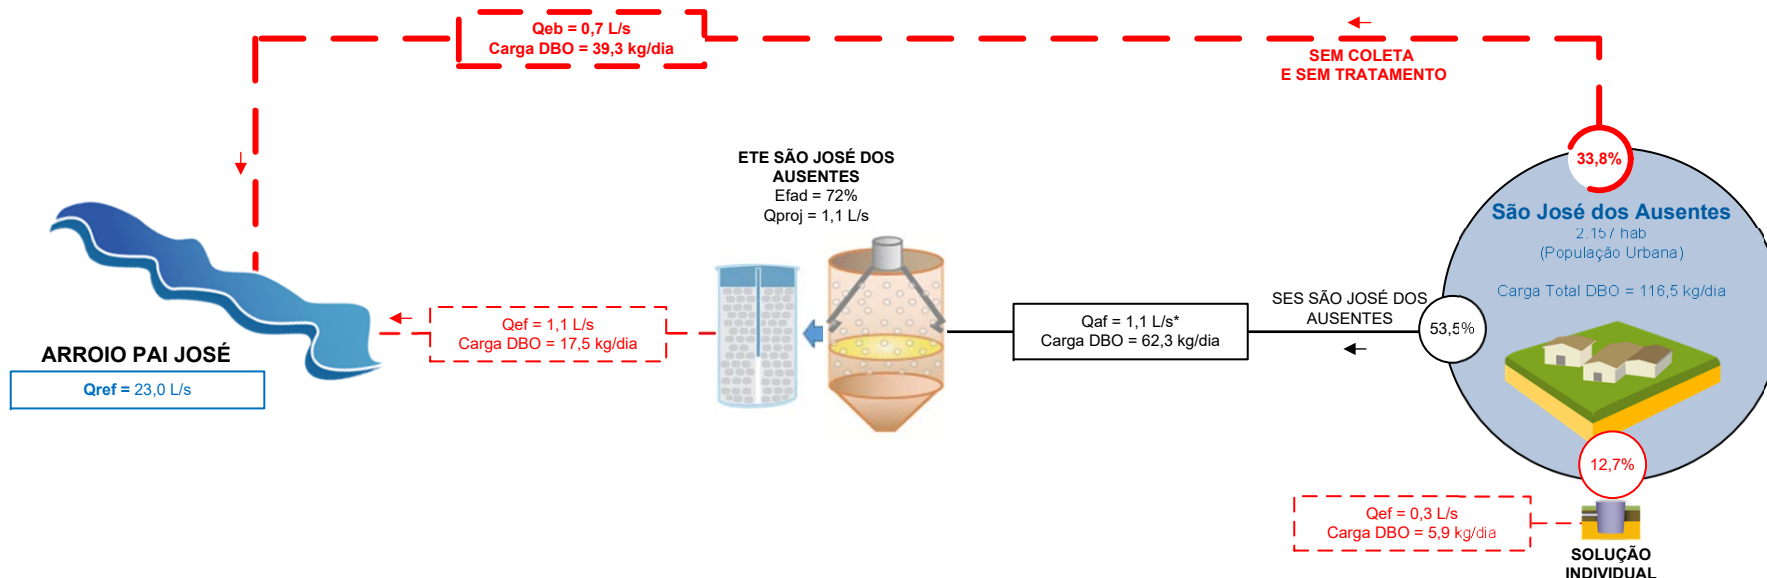 Qeb = 0,7 L/s
Carga DBO = 39,3 kg/dia
SEM COLETA
E SEM TRATAMENTO
33,8%
ETE SÃO JOSÉ DOS
AUSENTES
Efad = 72%
Qproj = 1,1 L/s
São José dos Ausentes
2.157 hab
(População Urbana)
Carga Total DBO = 116,5 kg/dia
SES SÃO JOSÉ DOS
AUSENTES
53,5%
Qaf = 1,1 L/s*
Carga DBO = 62,3 kg/dia
Qef = 1,1 L/s
Carga DBO = 17,5 kg/dia
ARROIO PAI JOSÉ
Qref = 23,0 L/s
12,7%
Qef = 0,3 L/s
Carga DBO = 5,9 kg/dia
SOLUÇÃO
INDIVIDUAL